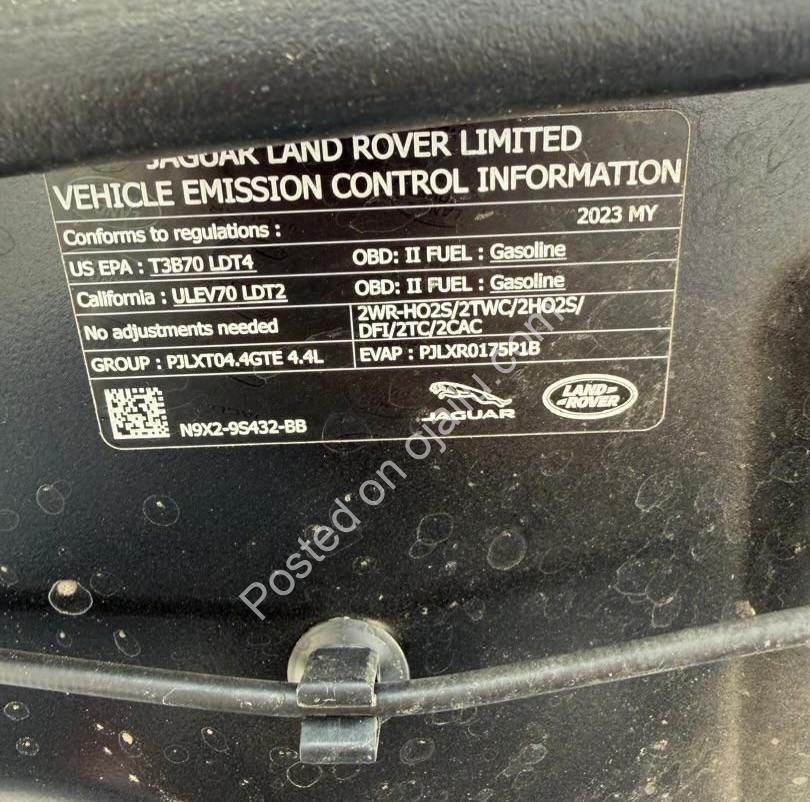 JAGUAR LAND ROVER LIMITED
VEHICLE EMISSION CONTROL INFORMATION
2023 MY
Conforms to regulations :
US EPA : T3B70 LDT4 OBD: II FUEL : Gasoline
California : ULEV70 LDT2 OBD: II FUEL : Gasoline
No adjustments needed
2WR-HO2S/2TWC/2HO2S/
DFI/2TC/2CAC
GROUP : PJLXT04.4GTE 4.4L EVAP : PJLXR0175P1B
N9X2-9S432-BB
JAGUAR
LAND
ROVER
Posted on ojauni.com